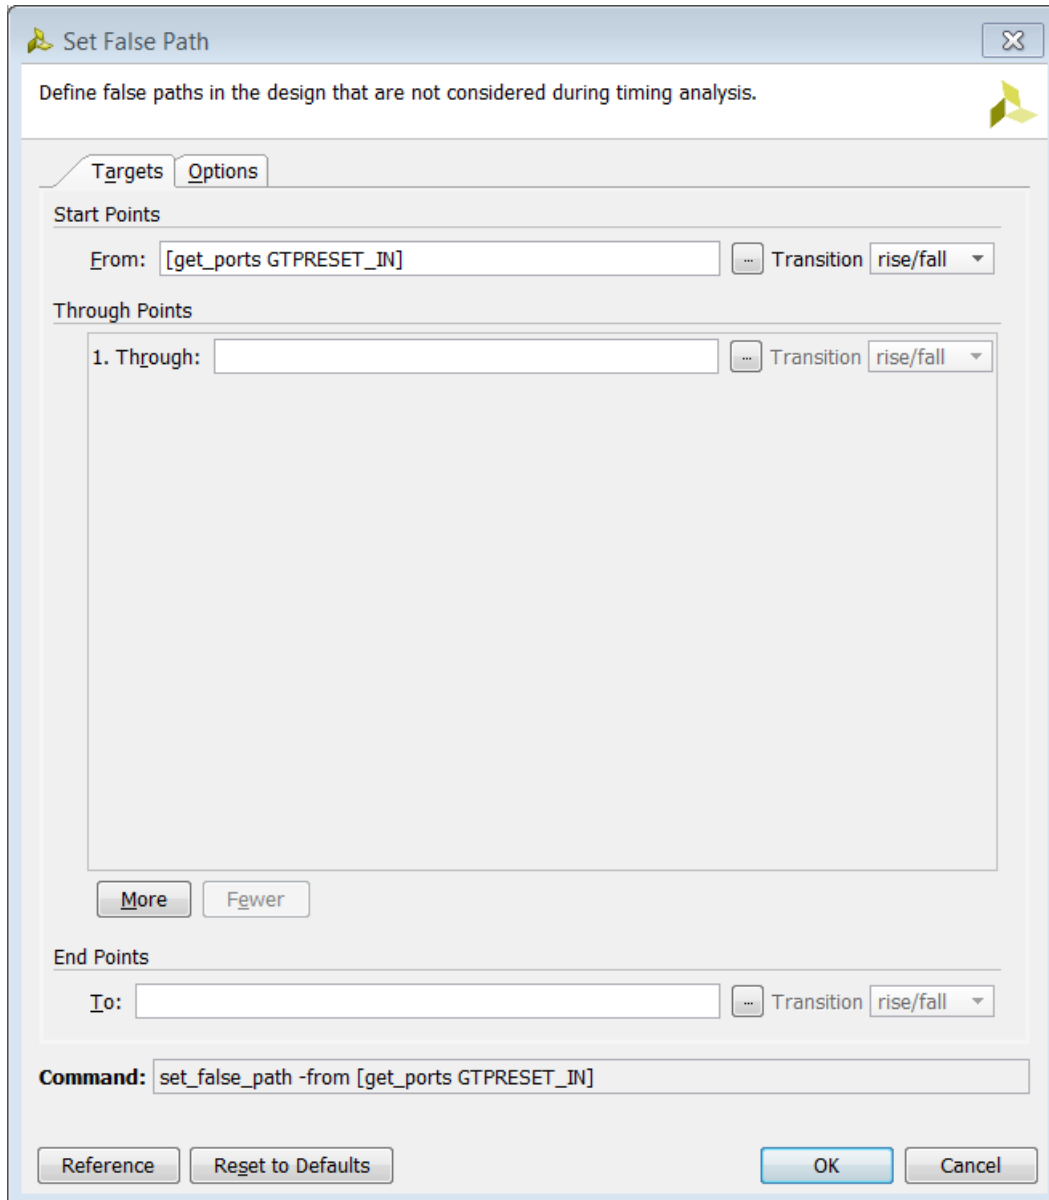 Set False Path
Define false paths in the design that are not considered during timing analysis.
Targets Options
Start Points
From: [get_ports GTPRESET_IN] ... Transition rise/fall
Through Points
1. Through: ... Transition rise/fall
More Fewer
End Points
To: ... Transition rise/fall
Command: set_false_path -from [get_ports GTPRESET_IN]
Reference Reset to Defaults OK Cancel